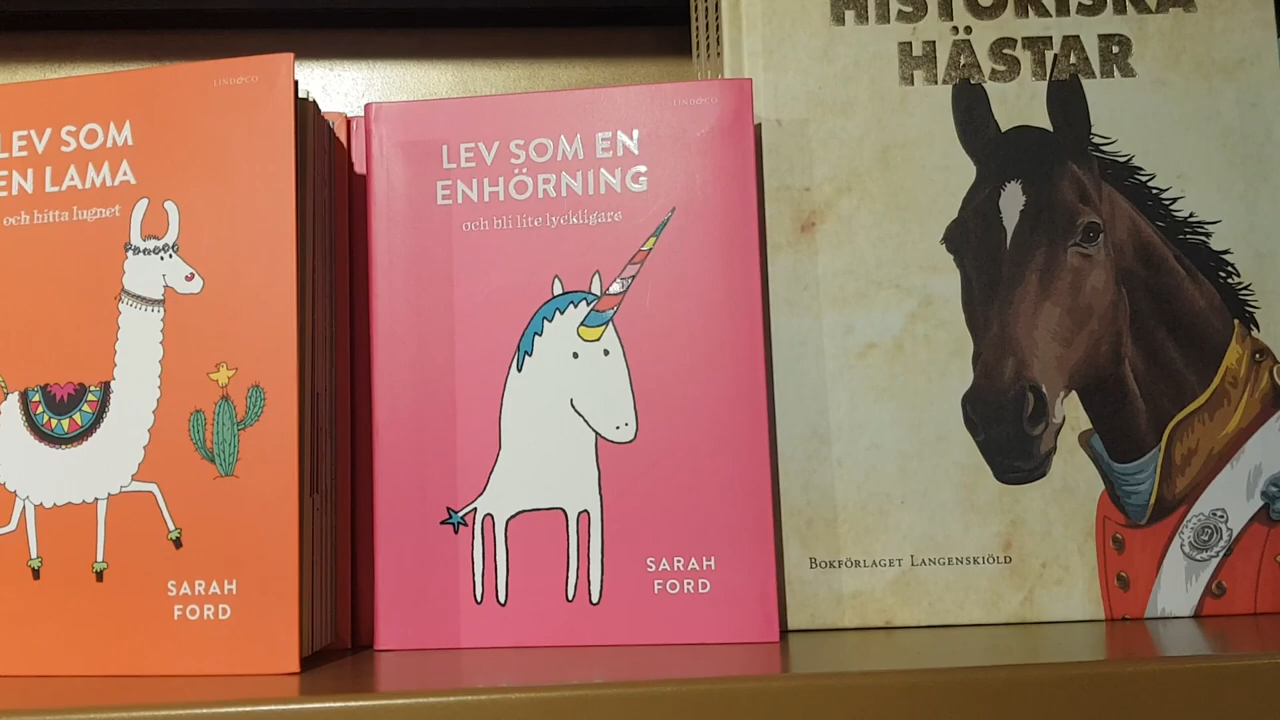 LIND&CO
LEV SOM
EN LAMA
och hitta lugnet
SARAH
FORD
LIND&CO
LEV SOM EN
ENHÖRNING
och bli lite lyckligare
SARAH
FORD
HISTORISKA
HÄSTAR
BOKFÖRLAGET LANGENSKIÖLD